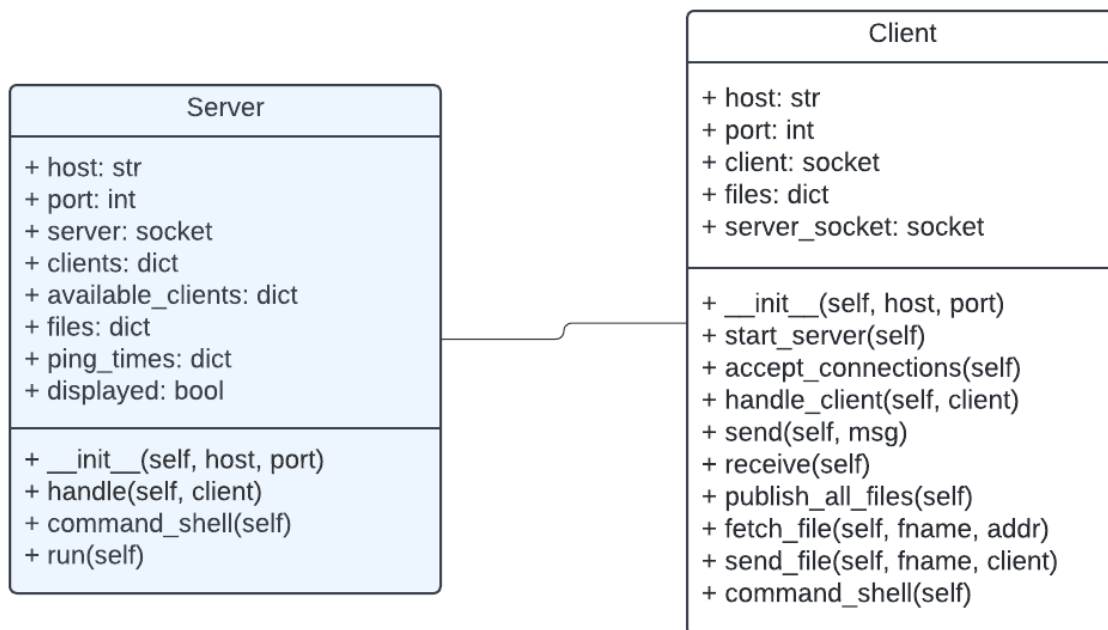 Server
+ host: str
+ port: int
+ server: socket
+ clients: dict
+ available_clients: dict
+ files: dict
+ ping_times: dict
+ displayed: bool
+ __init__(self, host, port)
+ handle(self, client)
+ command_shell(self)
+ run(self)
Client
+ host: str
+ port: int
+ client: socket
+ files: dict
+ server_socket: socket
+ __init__(self, host, port)
+ start_server(self)
+ accept_connections(self)
+ handle_client(self, client)
+ send(self, msg)
+ receive(self)
+ publish_all_files(self)
+ fetch_file(self, fname, addr)
+ send_file(self, fname, client)
+ command_shell(self)